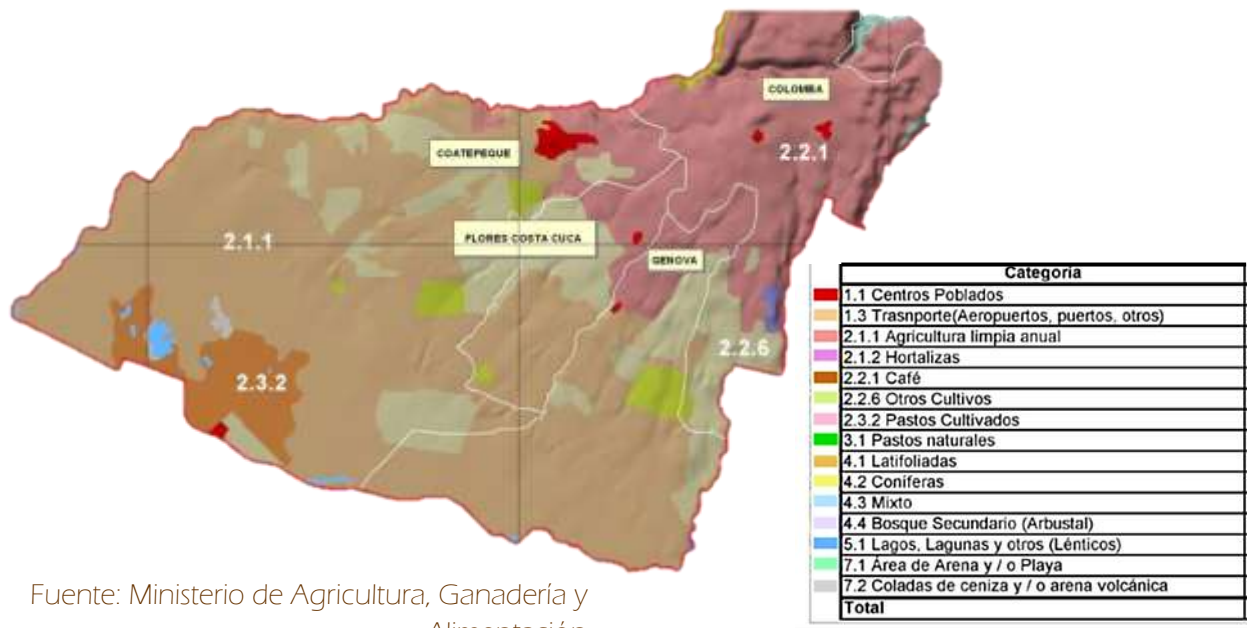 COLOMBA
COATEPEQUE
2.2.1
FLORES COSTA CUCA
2.1.1
GENOVA
2.2.6
2.3.2
Categoría
1.1 Centros Poblados
1.3 Trasnporte(Aeropuertos, puertos, otros)
2.1.1 Agricultura limpia anual
2.1.2 Hortalizas
2.2.1 Café
2.2.6 Otros Cultivos
2.3.2 Pastos Cultivados
3.1 Pastos naturales
4.1 Latifoliadas
4.2 Coníferas
4.3 Mixto
4.4 Bosque Secundario (Arbustal)
5.1 Lagos, Lagunas y otros (Lénticos)
7.1 Área de Arena y / o Playa
7.2 Coladas de ceniza y / o arena volcánica
Total
Fuente: Ministerio de Agricultura, Ganadería y
Alimentación